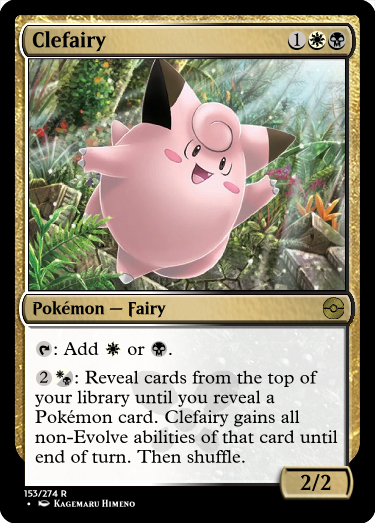 Clefairy 1
Pokémon — Fairy
: Add or .
2 : Reveal cards from the top of
your library until you reveal a
Pokémon card. Clefairy gains all
non-Evolve abilities of that card until
end of turn. Then shuffle.
2/2
153/274 R
• Kagemaru Himeno